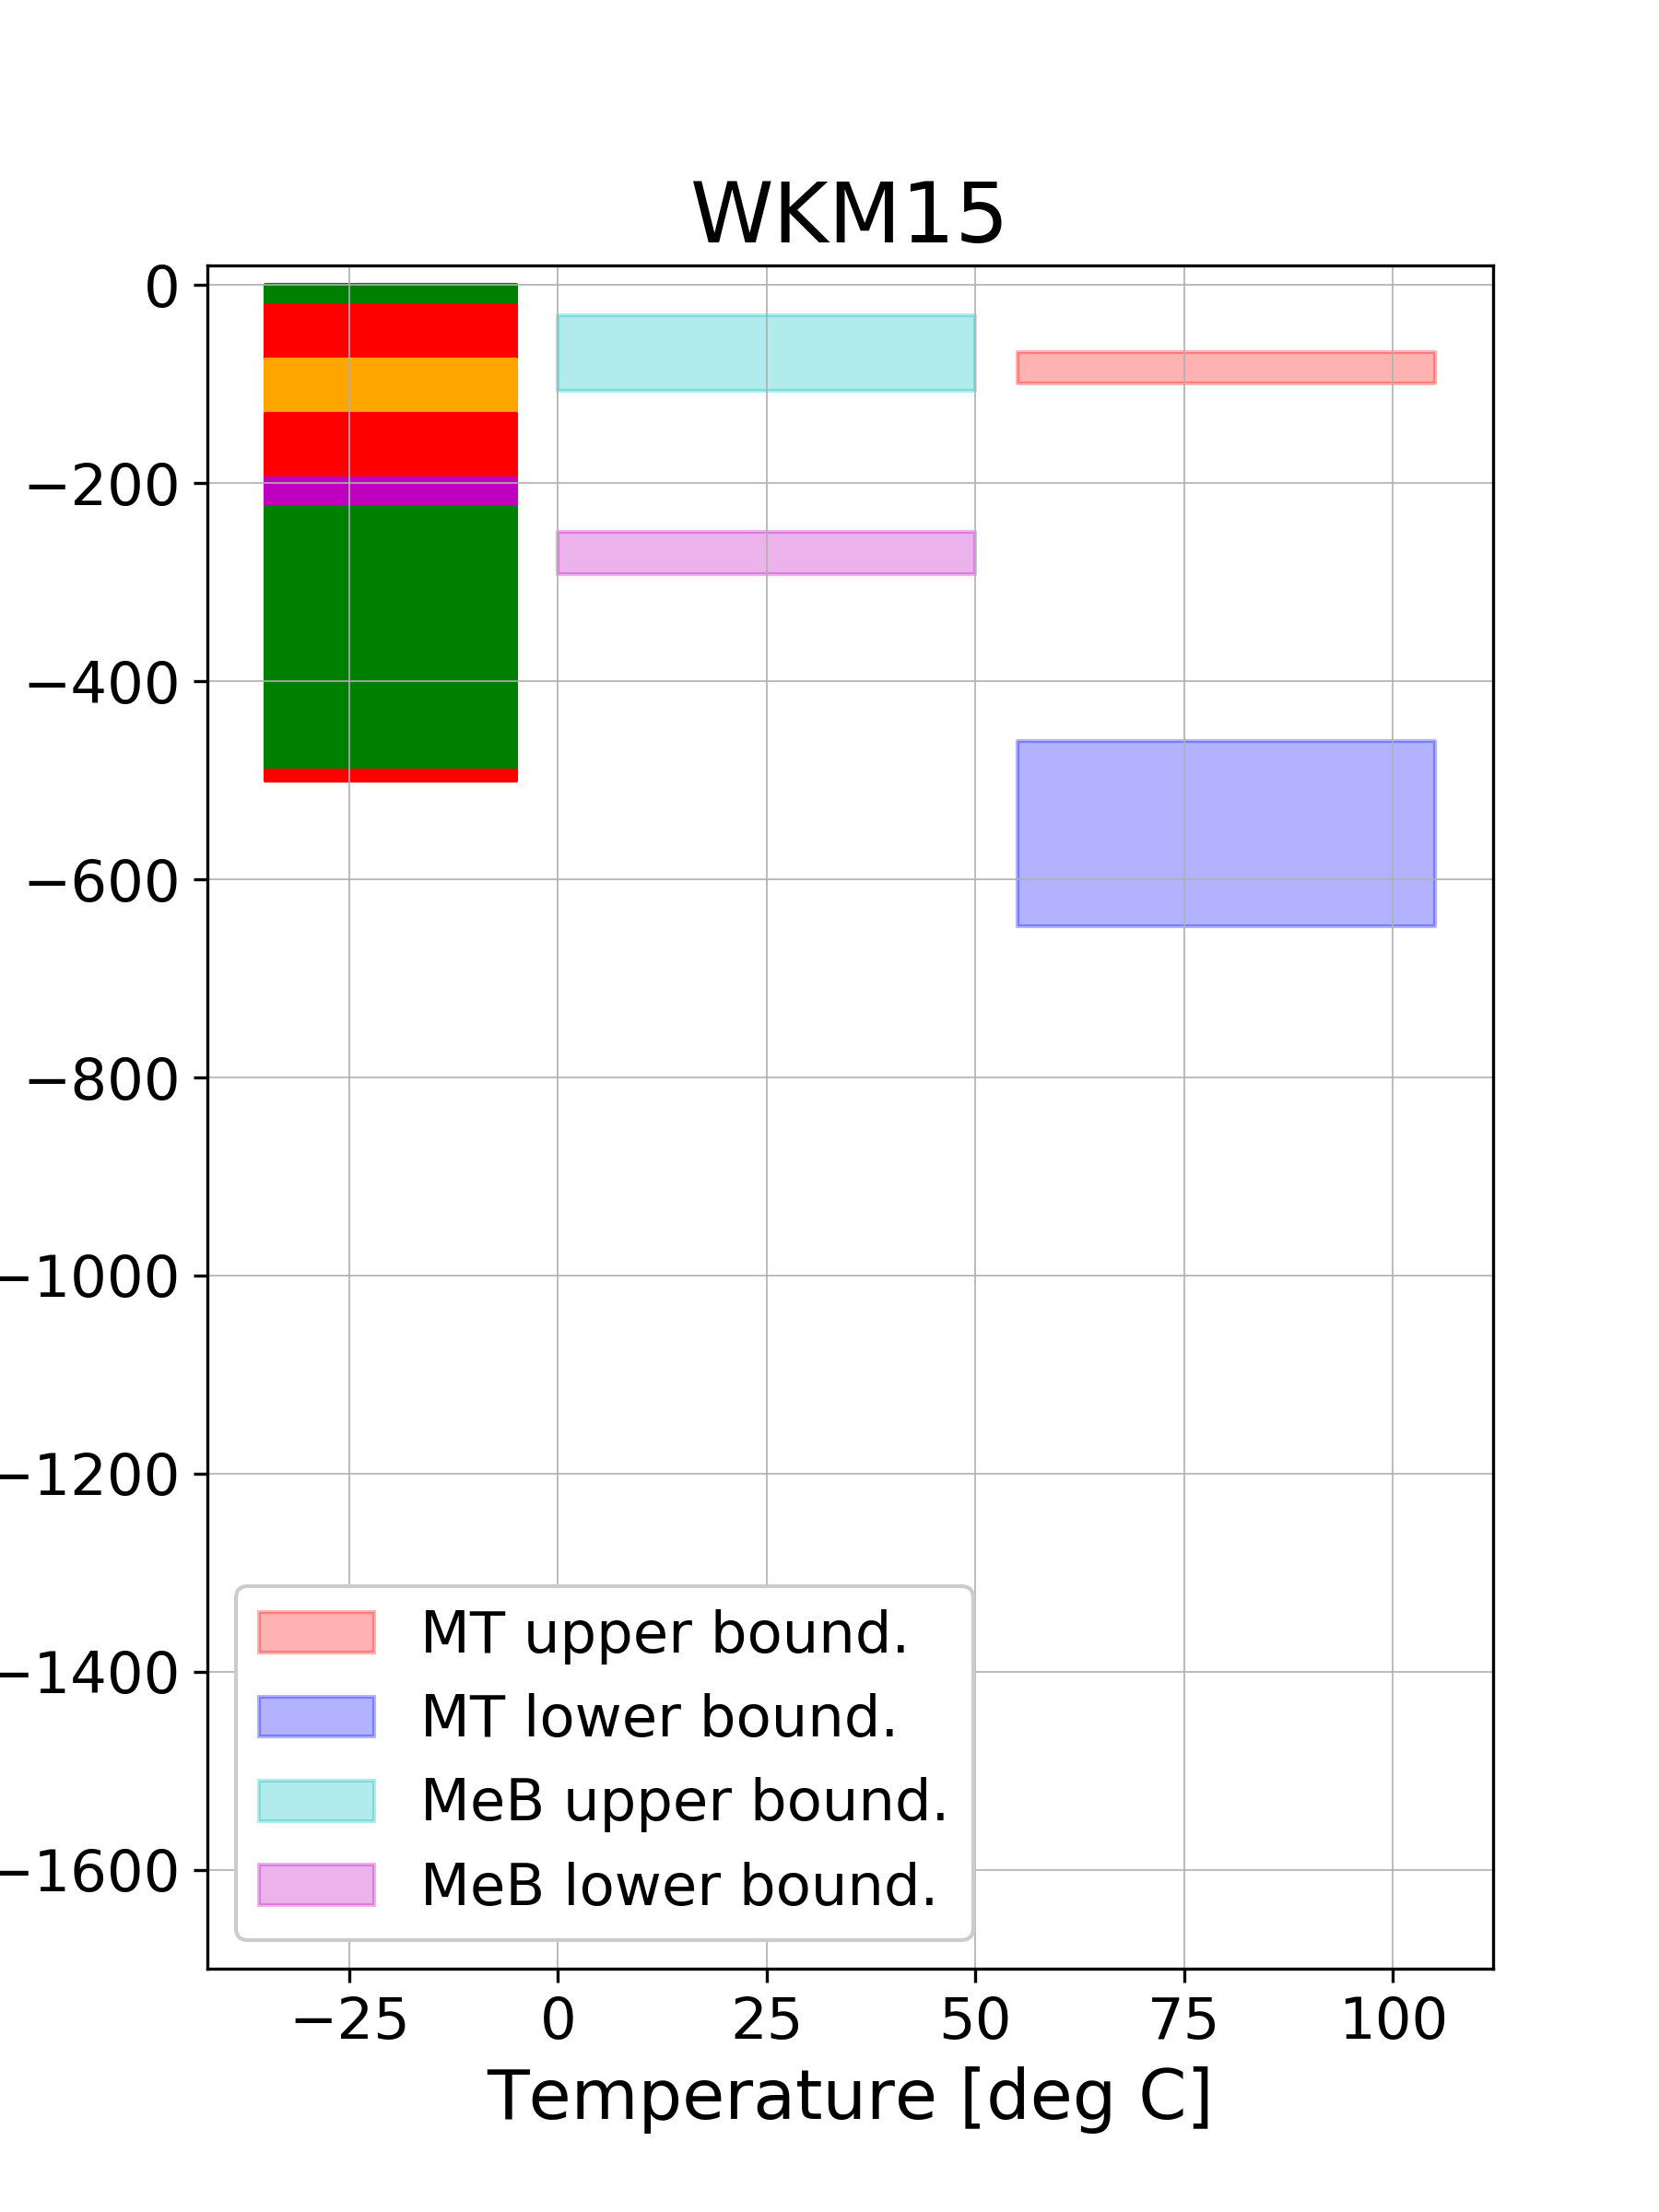 WKM15
0
−200
−400
−600
−800
−1000
−1200
−1400
−1600
MT upper bound.
MT lower bound.
MeB upper bound.
MeB lower bound.
−25 0 25 50 75 100
Temperature [deg C]